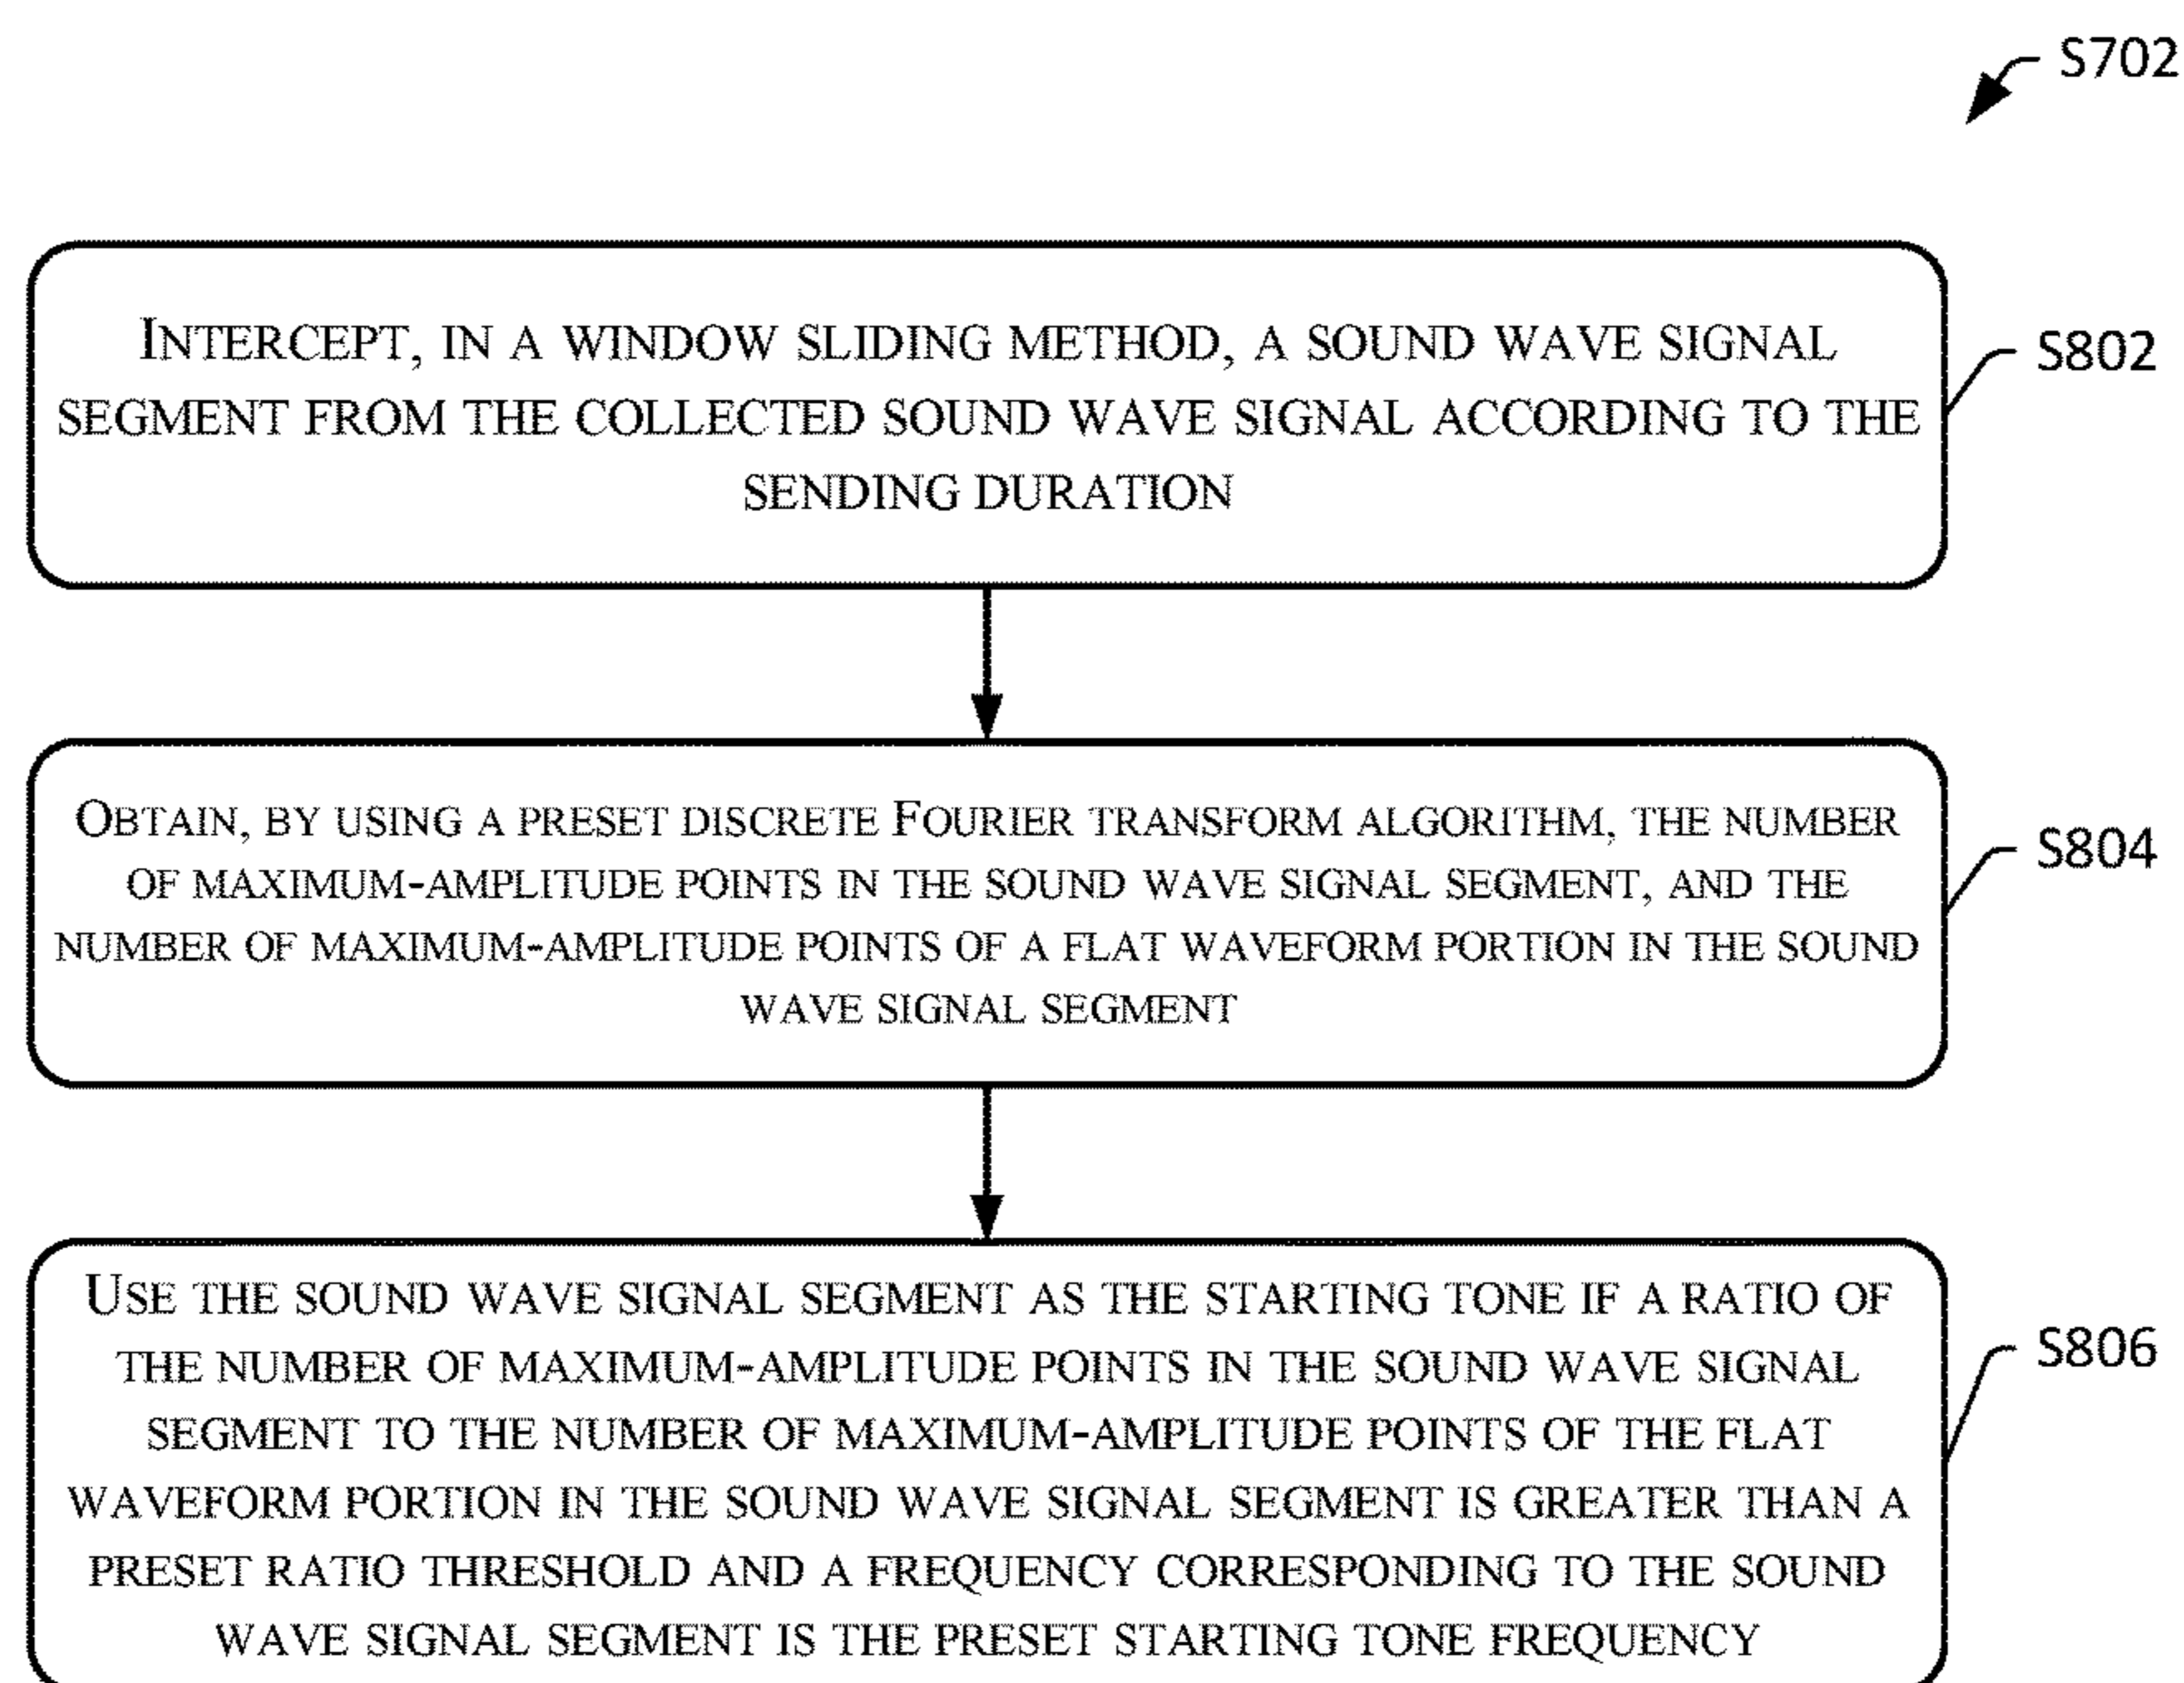 S702
INTERCEPT, IN A WINDOW SLIDING METHOD, A SOUND WAVE SIGNAL
SEGMENT FROM THE COLLECTED SOUND WAVE SIGNAL ACCORDING TO THE
SENDING DURATION
S802
OBTAIN, BY USING A PRESET DISCRETE FOURIER TRANSFORM ALGORITHM, THE NUMBER
OF MAXIMUM-AMPLITUDE POINTS IN THE SOUND WAVE SIGNAL SEGMENT, AND THE
NUMBER OF MAXIMUM-AMPLITUDE POINTS OF A FLAT WAVEFORM PORTION IN THE SOUND
WAVE SIGNAL SEGMENT
S804
USE THE SOUND WAVE SIGNAL SEGMENT AS THE STARTING TONE IF A RATIO OF
THE NUMBER OF MAXIMUM-AMPLITUDE POINTS IN THE SOUND WAVE SIGNAL
SEGMENT TO THE NUMBER OF MAXIMUM-AMPLITUDE POINTS OF THE FLAT
WAVEFORM PORTION IN THE SOUND WAVE SIGNAL SEGMENT IS GREATER THAN A
PRESET RATIO THRESHOLD AND A FREQUENCY CORRESPONDING TO THE SOUND
WAVE SIGNAL SEGMENT IS THE PRESET STARTING TONE FREQUENCY
S806